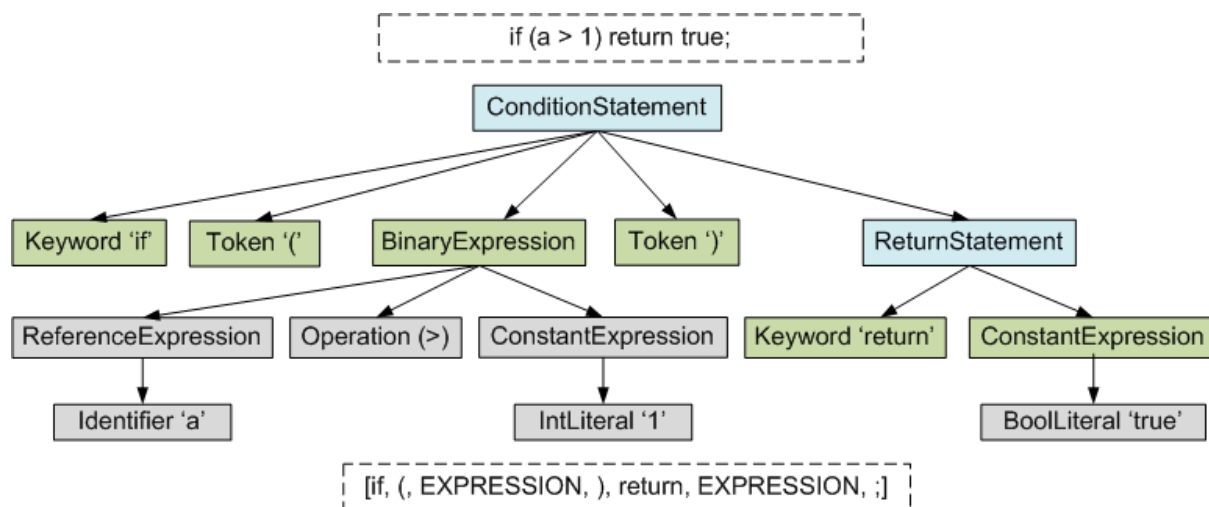 if (a > 1) return true;
ConditionStatement
Keyword ‘if’ Token ‘(‘ BinaryExpression Token ‘)’ ReturnStatement
ReferenceExpression Operation (>) ConstantExpression Keyword ‘return’ ConstantExpression
Identifier ‘a’ IntLiteral ‘1’ BoolLiteral ‘true’
[if, (, EXPRESSION, ), return, EXPRESSION, ;]